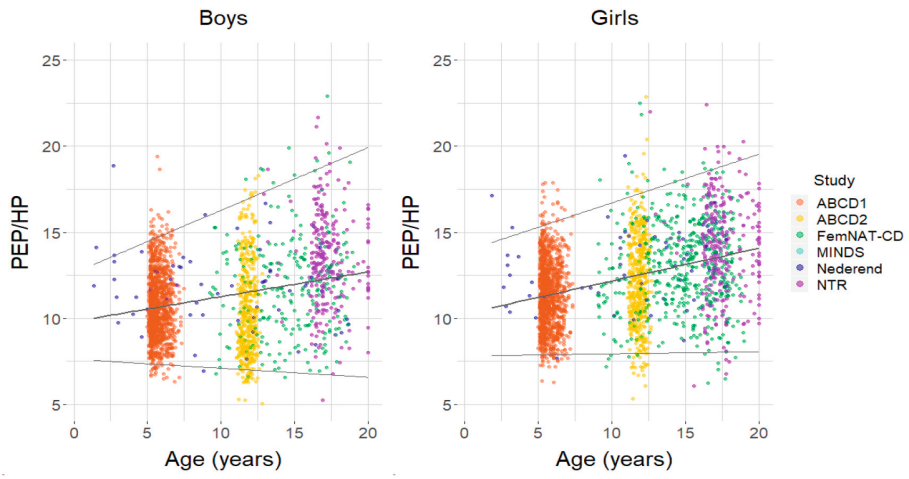 Boys
Girls
PEP/HP
25
20
15
10
5
0
5
10
15
20
Age (years)
PEP/HP
25
20
15
10
5
0
5
10
15
20
Age (years)
Study
ABCD1
ABCD2
FemNAT-CD
MINDS
Nederend
NTR